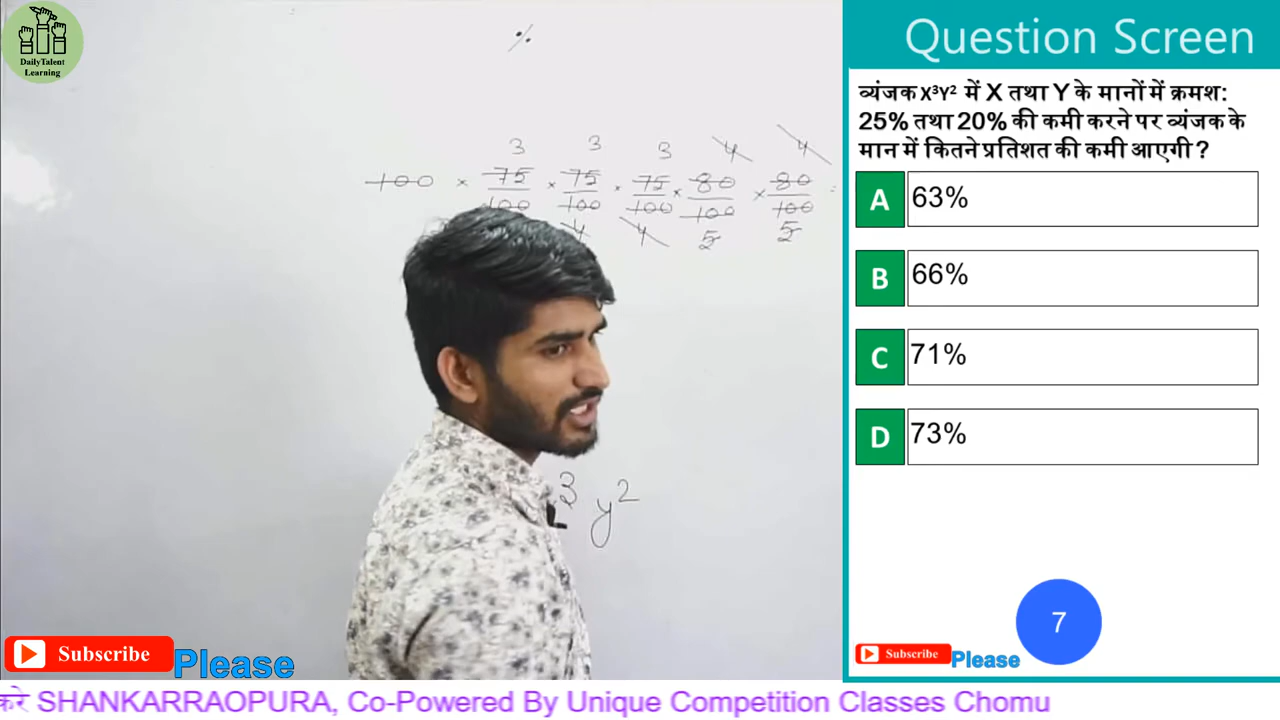 DailyTalent
Learning
%
3 3 3 4 4
100 × 75/100 × 75/100 × 75/100 × 80/100 × 80/100 =
4 4 5 5
3 y²
Subscribe
Please
Question Screen
व्यंजक X³Y² में X तथा Y के मानों में क्रमश:
25% तथा 20% की कमी करने पर व्यंजक के
मान में कितने प्रतिशत की कमी आएगी ?
A 63%
B 66%
C 71%
D 73%
7
Subscribe
Please
करे SHANKARRAOPURA, Co-Powered By Unique Competition Classes Chomu